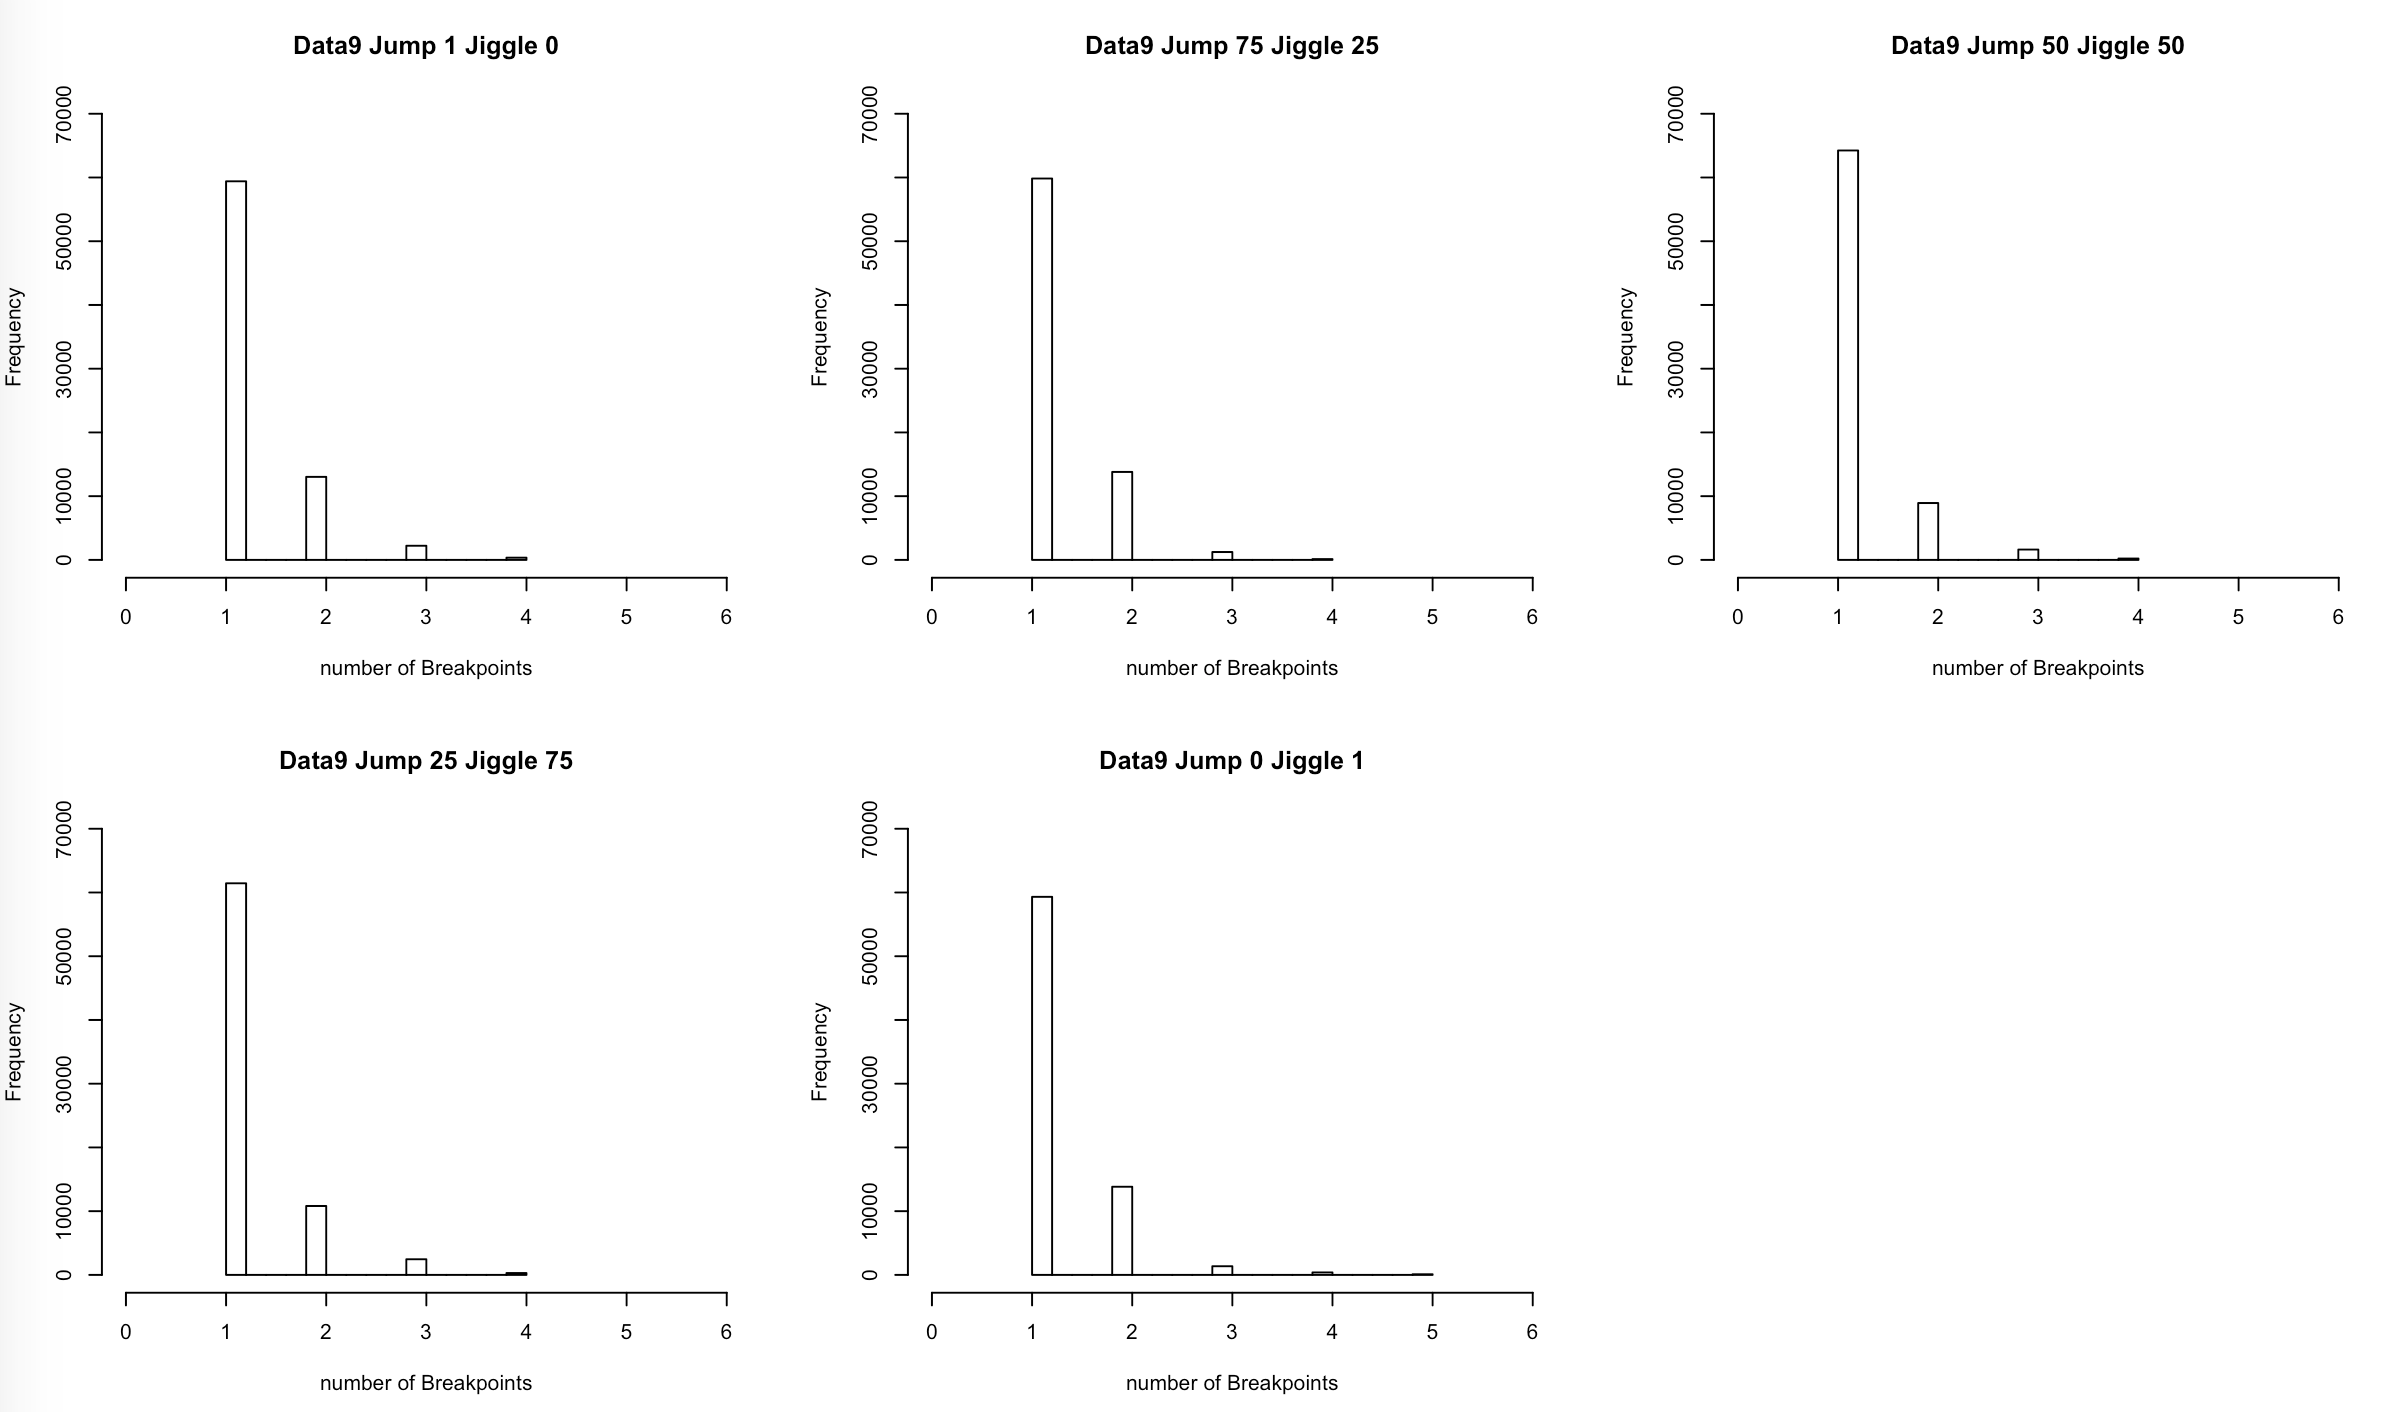 Data9 Jump 1 Jiggle 0
Frequency
70000
50000
30000
10000
0
0 1 2 3 4 5 6
number of Breakpoints
Data9 Jump 75 Jiggle 25
Frequency
70000
50000
30000
10000
0
0 1 2 3 4 5 6
number of Breakpoints
Data9 Jump 50 Jiggle 50
Frequency
70000
50000
30000
10000
0
0 1 2 3 4 5 6
number of Breakpoints
Data9 Jump 25 Jiggle 75
Frequency
70000
50000
30000
10000
0
0 1 2 3 4 5 6
number of Breakpoints
Data9 Jump 0 Jiggle 1
Frequency
70000
50000
30000
10000
0
0 1 2 3 4 5 6
number of Breakpoints